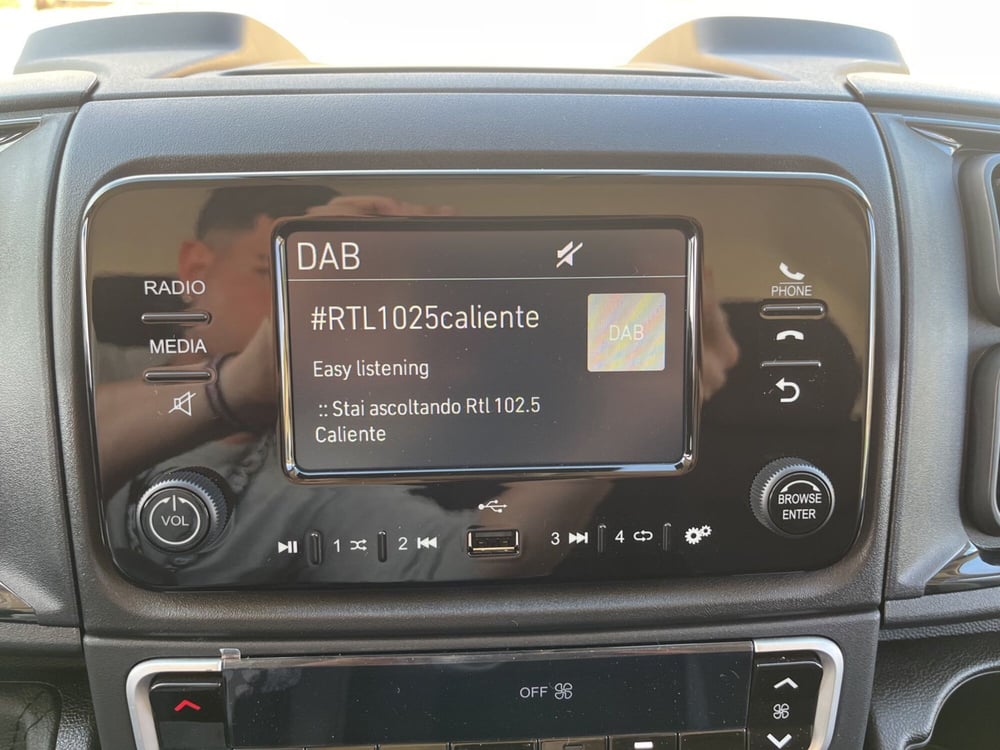 DAB
RADIO
#RTL1025caliente
DAB
PHONE
MEDIA
Easy listening
:: Stai ascoltando Rtl 102.5
Caliente
VOL
BROWSE
ENTER
1
2
3
4
OFF